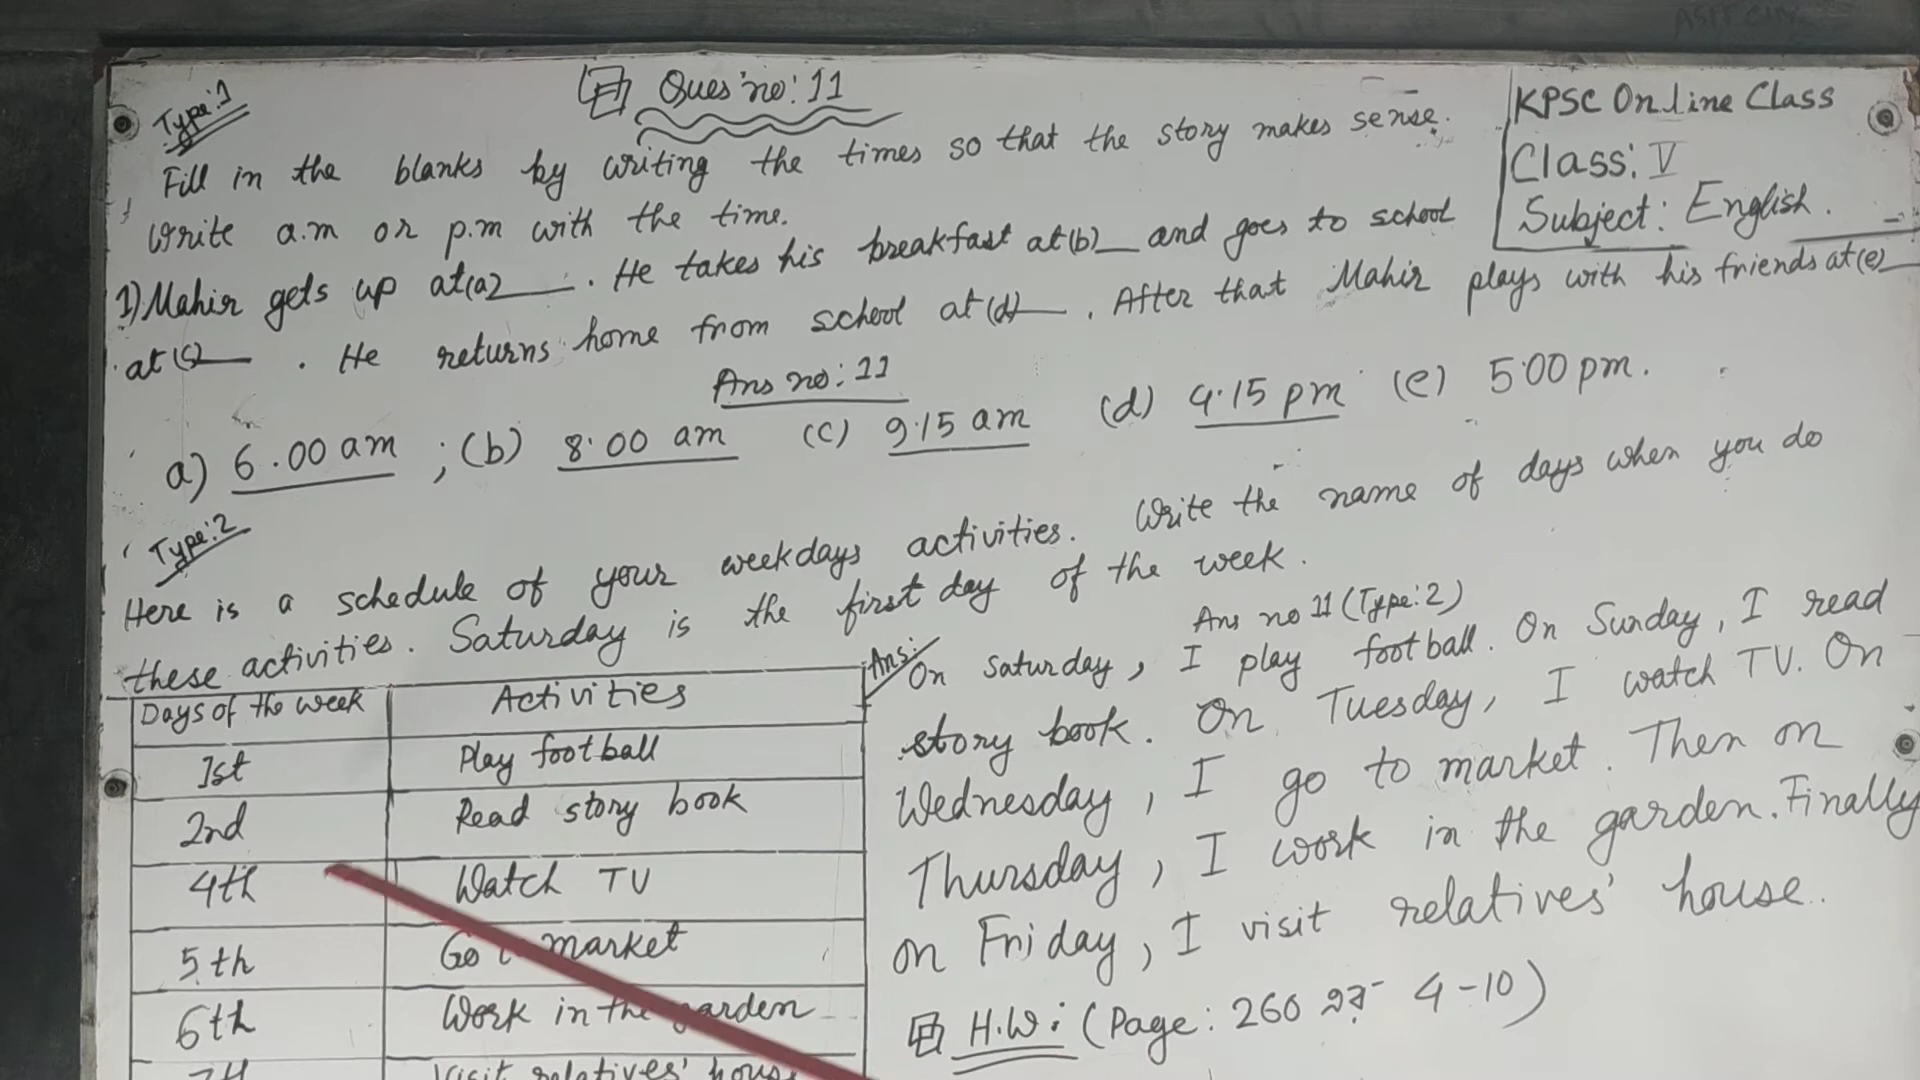 Ques'no: 11
KPSC Online Class
Class: V
Subject: English.
Type:1
Fill in the blanks by writing the times so that the story makes sense.
Write a.m or p.m with the time.
1) Mahir gets up at(a)___. He takes his breakfast at(b)_ and goes to school
at (c)___. He returns home from school at (d)___. After that Mahir plays with his friends at(e)__
Ans no: 11
a) 6.00 am ; (b) 8.00 am (c) 9.15 am (d) 4.15 pm (e) 5.00 pm.
Type:2
Here is a schedule of your weekdays activities. Write the name of days when you do
these activities. Saturday is the first day of the week.
Ans no 11 (Type:2)
Days of the week Activities
1st Play football
2nd Read story book
4th Watch TV
5th Go to market
6th Work in the garden
7th Visit relatives' house
Ans: On Saturday, I play football. On Sunday, I read
story book. On Tuesday, I watch TV. On
Wednesday, I go to market. Then on
Thursday, I work in the garden. Finally
on Friday, I visit relatives' house.
H.W: (Page: 260 4-10)